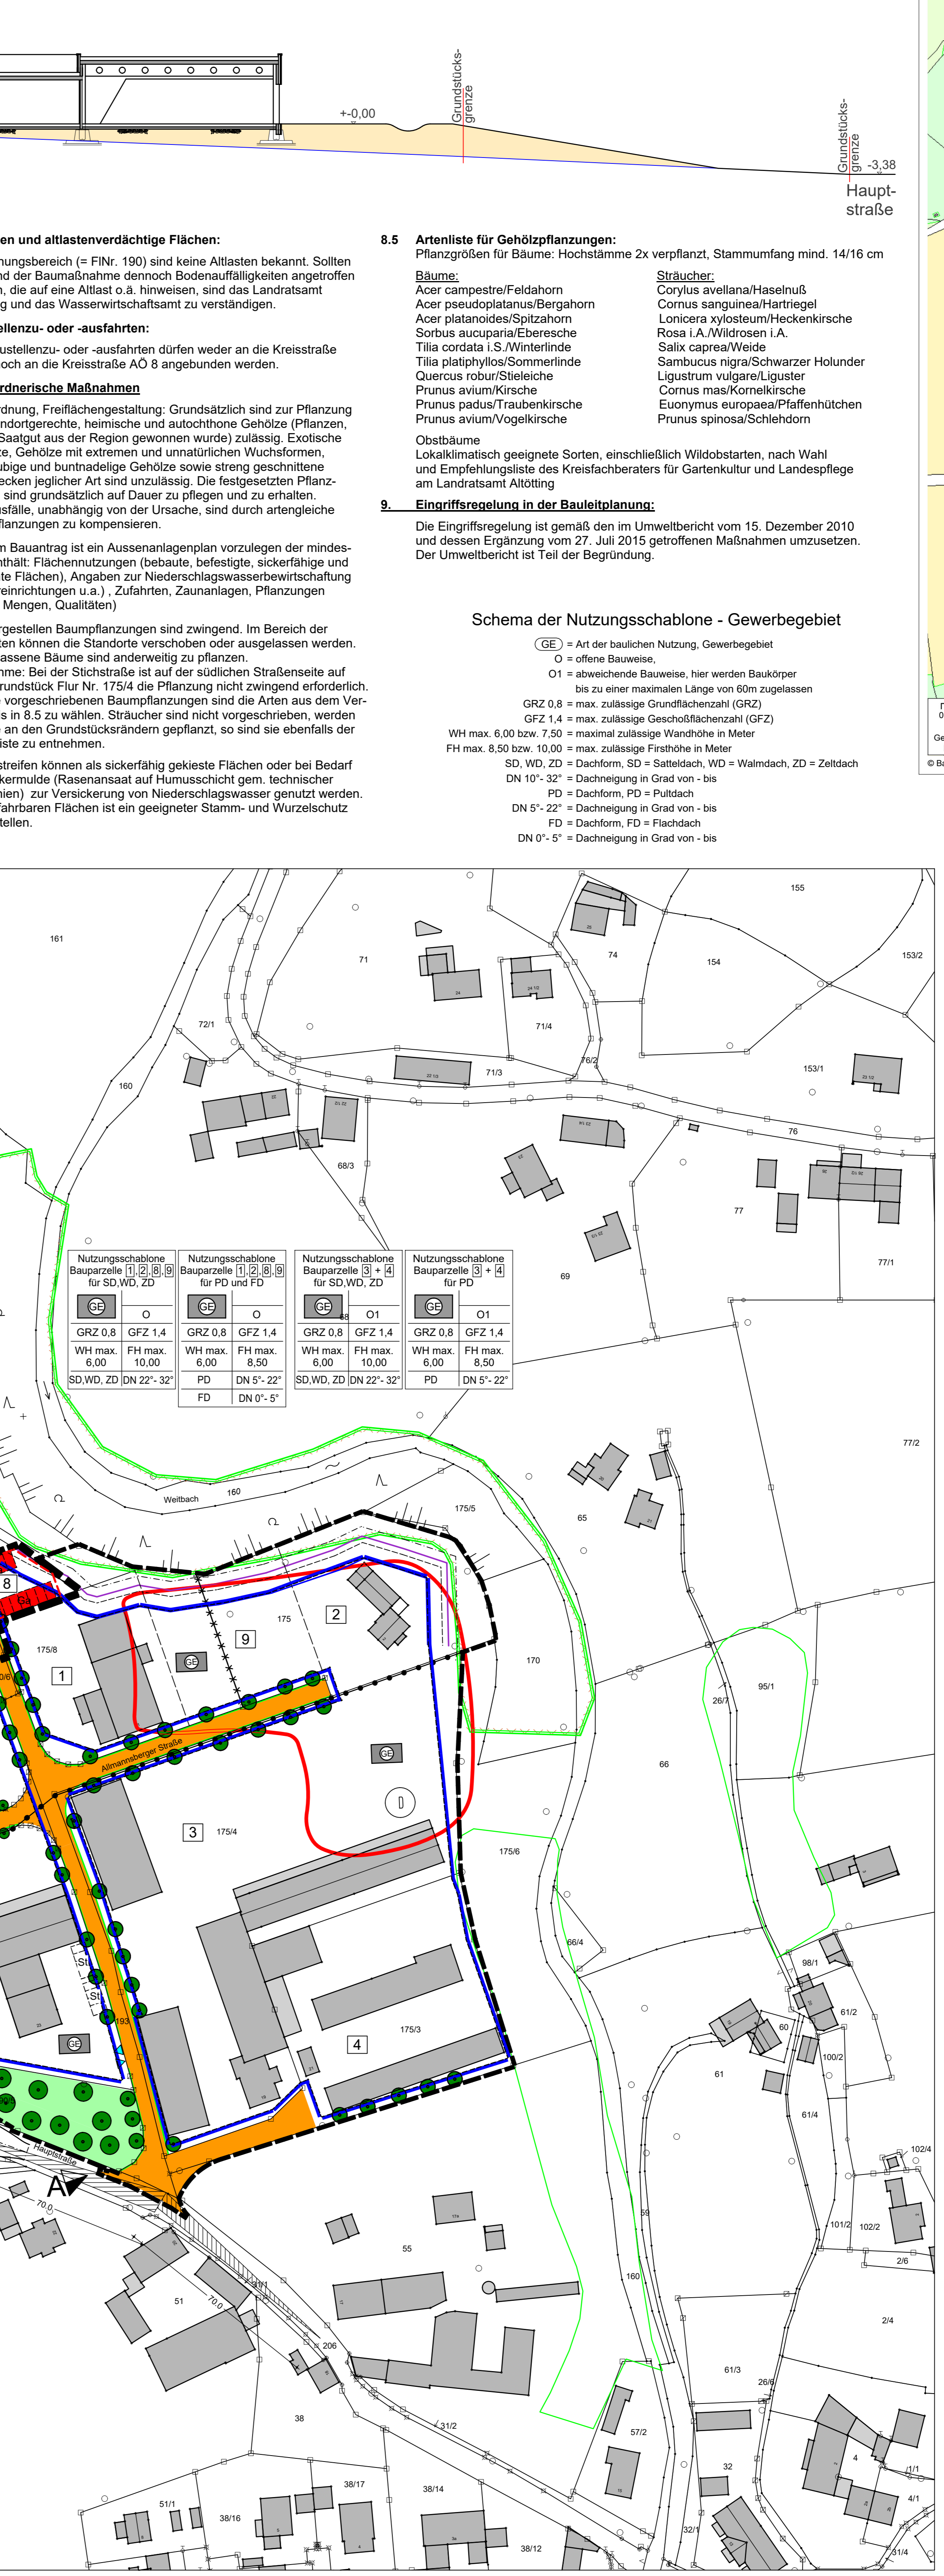 +-0,00
Grundstücks-
grenze
Grundstücks-
grenze
-3,38
Haupt-
straße
en und altlastenverdächtige Flächen:
nungsbereich (= FlNr. 190) sind keine Altlasten bekannt. Sollten
nd der Baumaßnahme dennoch Bodenauffälligkeiten angetroffen
n, die auf eine Altlast o.ä. hinweisen, sind das Landratsamt
g und das Wasserwirtschaftsamt zu verständigen.
ellenzu- oder -ausfahrten:
ustellenzu- oder -ausfahrten dürfen weder an die Kreisstraße
noch an die Kreisstraße AÖ 8 angebunden werden.
rdnerische Maßnahmen
rdnung, Freiflächengestaltung: Grundsätzlich sind zur Pflanzung
ndortgerechte, heimische und autochthone Gehölze (Pflanzen,
Saatgut aus der Region gewonnen wurde) zulässig. Exotische
ze, Gehölze mit extremen und unnatürlichen Wuchsformen,
ubige und buntnadelige Gehölze sowie streng geschnittene
ecken jeglicher Art sind unzulässig. Die festgesetzten Pflanz-
sind grundsätzlich auf Dauer zu pflegen und zu erhalten.
usfälle, unabhängig von der Ursache, sind durch artengleiche
flanzungen zu kompensieren.
m Bauantrag ist ein Aussenanlagenplan vorzulegen der mindes-
nthält: Flächennutzungen (bebaute, befestigte, sickerfähige und
te Flächen), Angaben zur Niederschlagswasserbewirtschaftung
reinrichtungen u.a.) , Zufahrten, Zaunanlagen, Pflanzungen
Mengen, Qualitäten)
rgestellen Baumpflanzungen sind zwingend. Im Bereich der
ten können die Standorte verschoben oder ausgelassen werden.
assene Bäume sind anderweitig zu pflanzen.
hme: Bei der Stichstraße ist auf der südlichen Straßenseite auf
rundstück Flur Nr. 175/4 die Pflanzung nicht zwingend erforderlich.
e vorgeschriebenen Baumpflanzungen sind die Arten aus dem Ver-
s in 8.5 zu wählen. Sträucher sind nicht vorgeschrieben, werden
e an den Grundstücksrändern gepflanzt, so sind sie ebenfalls der
iste zu entnehmen.
streifen können als sickerfähig gekieste Flächen oder bei Bedarf
kermulde (Rasenansaat auf Humusschicht gem. technischer
nien) zur Versickerung von Niederschlagswasser genutzt werden.
fahrbaren Flächen ist ein geeigneter Stamm- und Wurzelschutz
tellen.
8.5 Artenliste für Gehölzpflanzungen:
Pflanzgrößen für Bäume: Hochstämme 2x verpflanzt, Stammumfang mind. 14/16 cm
Bäume: Sträucher:
Acer campestre/Feldahorn Corylus avellana/Haselnuß
Acer pseudoplatanus/Bergahorn Cornus sanguinea/Hartriegel
Acer platanoides/Spitzahorn Lonicera xylosteum/Heckenkirsche
Sorbus aucuparia/Eberesche Rosa i.A./Wildrosen i.A.
Tilia cordata i.S./Winterlinde Salix caprea/Weide
Tilia platiphyllos/Sommerlinde Sambucus nigra/Schwarzer Holunder
Quercus robur/Stieleiche Ligustrum vulgare/Liguster
Prunus avium/Kirsche Cornus mas/Kornelkirsche
Prunus padus/Traubenkirsche Euonymus europaea/Pfaffenhütchen
Prunus avium/Vogelkirsche Prunus spinosa/Schlehdorn
Obstbäume
Lokalklimatisch geeignete Sorten, einschließlich Wildobstarten, nach Wahl
und Empfehlungsliste des Kreisfachberaters für Gartenkultur und Landespflege
am Landratsamt Altötting
9. Eingriffsregelung in der Bauleitplanung:
Die Eingriffsregelung ist gemäß den im Umweltbericht vom 15. Dezember 2010
und dessen Ergänzung vom 27. Juli 2015 getroffenen Maßnahmen umzusetzen.
Der Umweltbericht ist Teil der Begründung.
Schema der Nutzungsschablone - Gewerbegebiet
GE = Art der baulichen Nutzung, Gewerbegebiet
O = offene Bauweise,
O1 = abweichende Bauweise, hier werden Baukörper
bis zu einer maximalen Länge von 60m zugelassen
GRZ 0,8 = max. zulässige Grundflächenzahl (GRZ)
GFZ 1,4 = max. zulässige Geschoßflächenzahl (GFZ)
WH max. 6,00 bzw. 7,50 = maximal zulässige Wandhöhe in Meter
FH max. 8,50 bzw. 10,00 = max. zulässige Firsthöhe in Meter
SD, WD, ZD = Dachform, SD = Satteldach, WD = Walmdach, ZD = Zeltdach
DN 10°- 32° = Dachneigung in Grad von - bis
PD = Dachform, PD = Pultdach
DN 5°- 22° = Dachneigung in Grad von - bis
FD = Dachform, FD = Flachdach
DN 0°- 5° = Dachneigung in Grad von - bis
0
Ge
© Ba
155
161
71
74
154
153/2
72/1
71/4
76/2
71/3
153/1
160
76
68/3
77
77/1
69
Nutzungsschablone
Bauparzelle 1,2,8,9
für SD,WD, ZD
GE O
GRZ 0,8 GFZ 1,4
WH max. FH max.
6,00 10,00
SD,WD, ZD DN 22°- 32°
Nutzungsschablone
Bauparzelle 1,2,8,9
für PD und FD
GE O
GRZ 0,8 GFZ 1,4
WH max. FH max.
6,00 8,50
PD DN 5°- 22°
FD DN 0°- 5°
Nutzungsschablone
Bauparzelle 3 + 4
für SD,WD, ZD
GE 68 O1
GRZ 0,8 GFZ 1,4
WH max. FH max.
6,00 10,00
SD,WD, ZD DN 22°- 32°
Nutzungsschablone
Bauparzelle 3 + 4
für PD
GE O1
GRZ 0,8 GFZ 1,4
WH max. FH max.
6,00 8,50
PD DN 5°- 22°
77/2
Weitbach
160
175/5
65
8
Ga
175
2
9
175/8
1
GE
170
95/1
26/7
Allmannsberger Straße
GE
66
D
3
175/4
175/6
66/4
98/1
St
St
193
61/2
60
GE
175/3
4
100/2
61
61/4
Hauptstraße
A
70.0
102/4
59
101/2
102/2
2/6
55
160
51
70.0
2/4
206
61/3
26/6
38
31/2
57/2
4
32
1/1
38/17
38/14
51/1
38/16
4/1
32/1
38/12
31/4